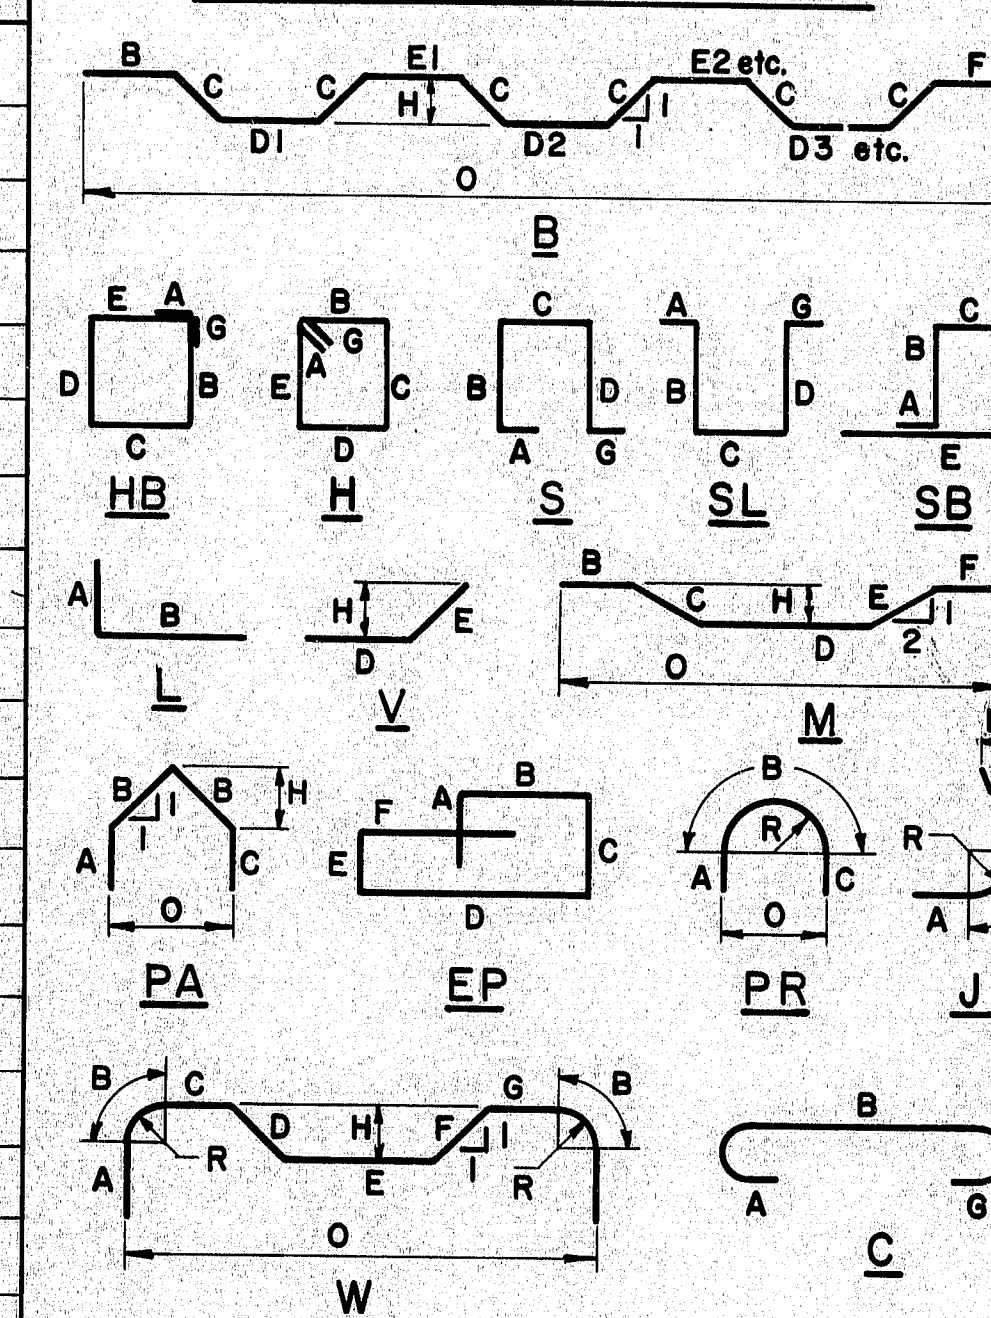 B C C E1 H C C 1 1 E2 etc. C C F
D1 D2 D3 etc.
O
B
E A G D B C
B G A E C D
C B D A G
A G B D C
C B A E
HB H S SL SB
A B
H E D
B C H E F 2 1 D O
L V M
B B H 1 1 A C O
B A F E C D
B R A C O
R A
PA EP PR J
B C G B
D H F 1 1
A R E R
O
W
B
A G
C